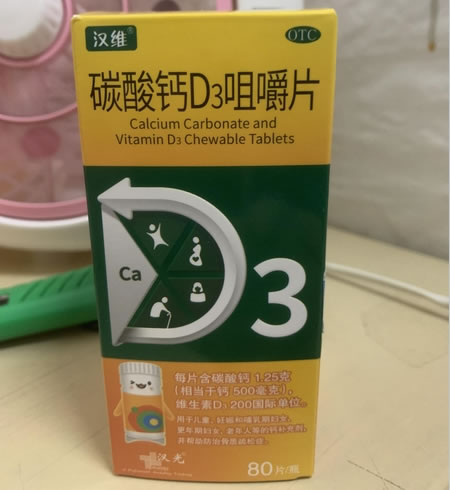 汉维®
OTC
碳酸钙D3咀嚼片
Calcium Carbonate and
Vitamin D3 Chewable Tablets
Ca
D
3
每片含碳酸钙 1.25克
(相当于钙 500毫克),
维生素D3 200国际单位。
用于儿童、妊娠和哺乳期妇女、
更年期妇女、老年人等的钙补充剂,
并帮助防治骨质疏松症。
汉光
80片/瓶